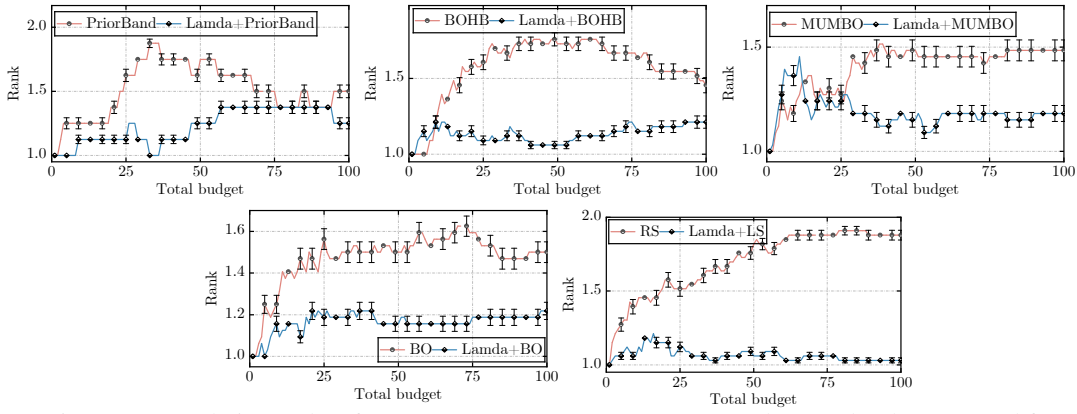 PriorBand Lamda+PriorBand
2.0
1.5
1.0
Rank
0 25 50 75 100
Total budget
BOHB Lamda+BOHB
1.5
1.0
Rank
0 25 50 75 100
Total budget
MUMBO Lamda+MUMBO
1.5
1.0
Rank
0 25 50 75 100
Total budget
1.6
1.4
1.2
1.0
Rank
BO Lamda+BO
0 25 50 75 100
Total budget
2.0
RS Lamda+LS
1.5
1.0
Rank
0 25 50 75 100
Total budget